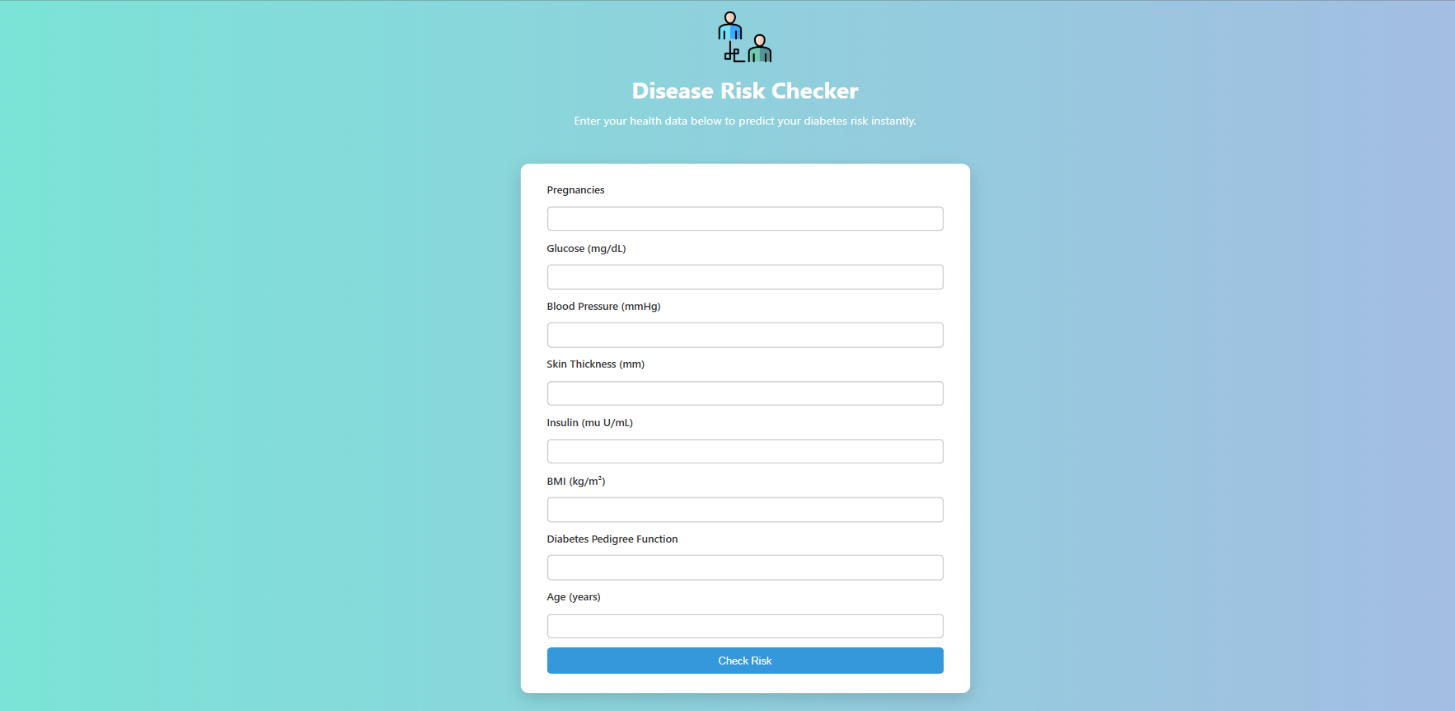 Disease Risk Checker
Enter your health data below to predict your diabetes risk instantly.
Pregnancies
Glucose (mg/dL)
Blood Pressure (mmHg)
Skin Thickness (mm)
Insulin (mu U/mL)
BMI (kg/m²)
Diabetes Pedigree Function
Age (years)
Check Risk